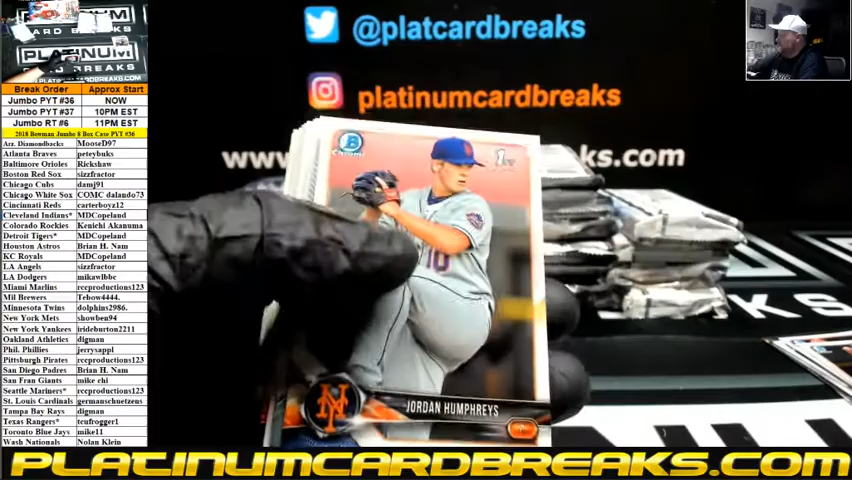 PLATINUM
CARD BREAKS
Break Order Approx Start
Jumbo PYT #36 NOW
Jumbo PYT #37 10PM EST
Jumbo RT #6 11PM EST
2018 Bowman Jumbo 8 Box Case PYT #36
Arz. Diamondbacks MooseD97
Atlanta Braves peteybuks
Baltimore Orioles Rickshaw
Boston Red Sox sizzfractor
Chicago Cubs damj91
Chicago White Sox COMC dalando73
Cincinnati Reds carterboyz12
Cleveland Indians* MDCopeland
Colorado Rockies Kenichi Akanuma
Detroit Tigers* MDCopeland
Houston Astros Brian H. Nam
KC Royals MDCopeland
LA Angels sizzfractor
LA Dodgers mikawlbbc
Miami Marlins rccproductions123
Mil Brewers Tebow4444.
Minnesota Twins dolphins2986.
New York Mets showben94
New York Yankees irideburton2211
Oakland Athletics digman
Phil. Phillies jerrysappl
Pittsburgh Pirates rccproductions123
San Diego Padres Brian H. Nam
San Fran Giants mike chi
Seattle Mariners* rccproductions123
St. Louis Cardinals germanschuetzens
Tampa Bay Rays digman
Texas Rangers* teufrogger1
Toronto Blue Jays mike11
Wash Nationals Nolan Klein
@platcardbreaks
platinumcardbreaks
www
ks.com
B
CHROME
1st
10
NY
JORDAN HUMPHREYS
KS
PLATINUMCARDBREAKS.COM